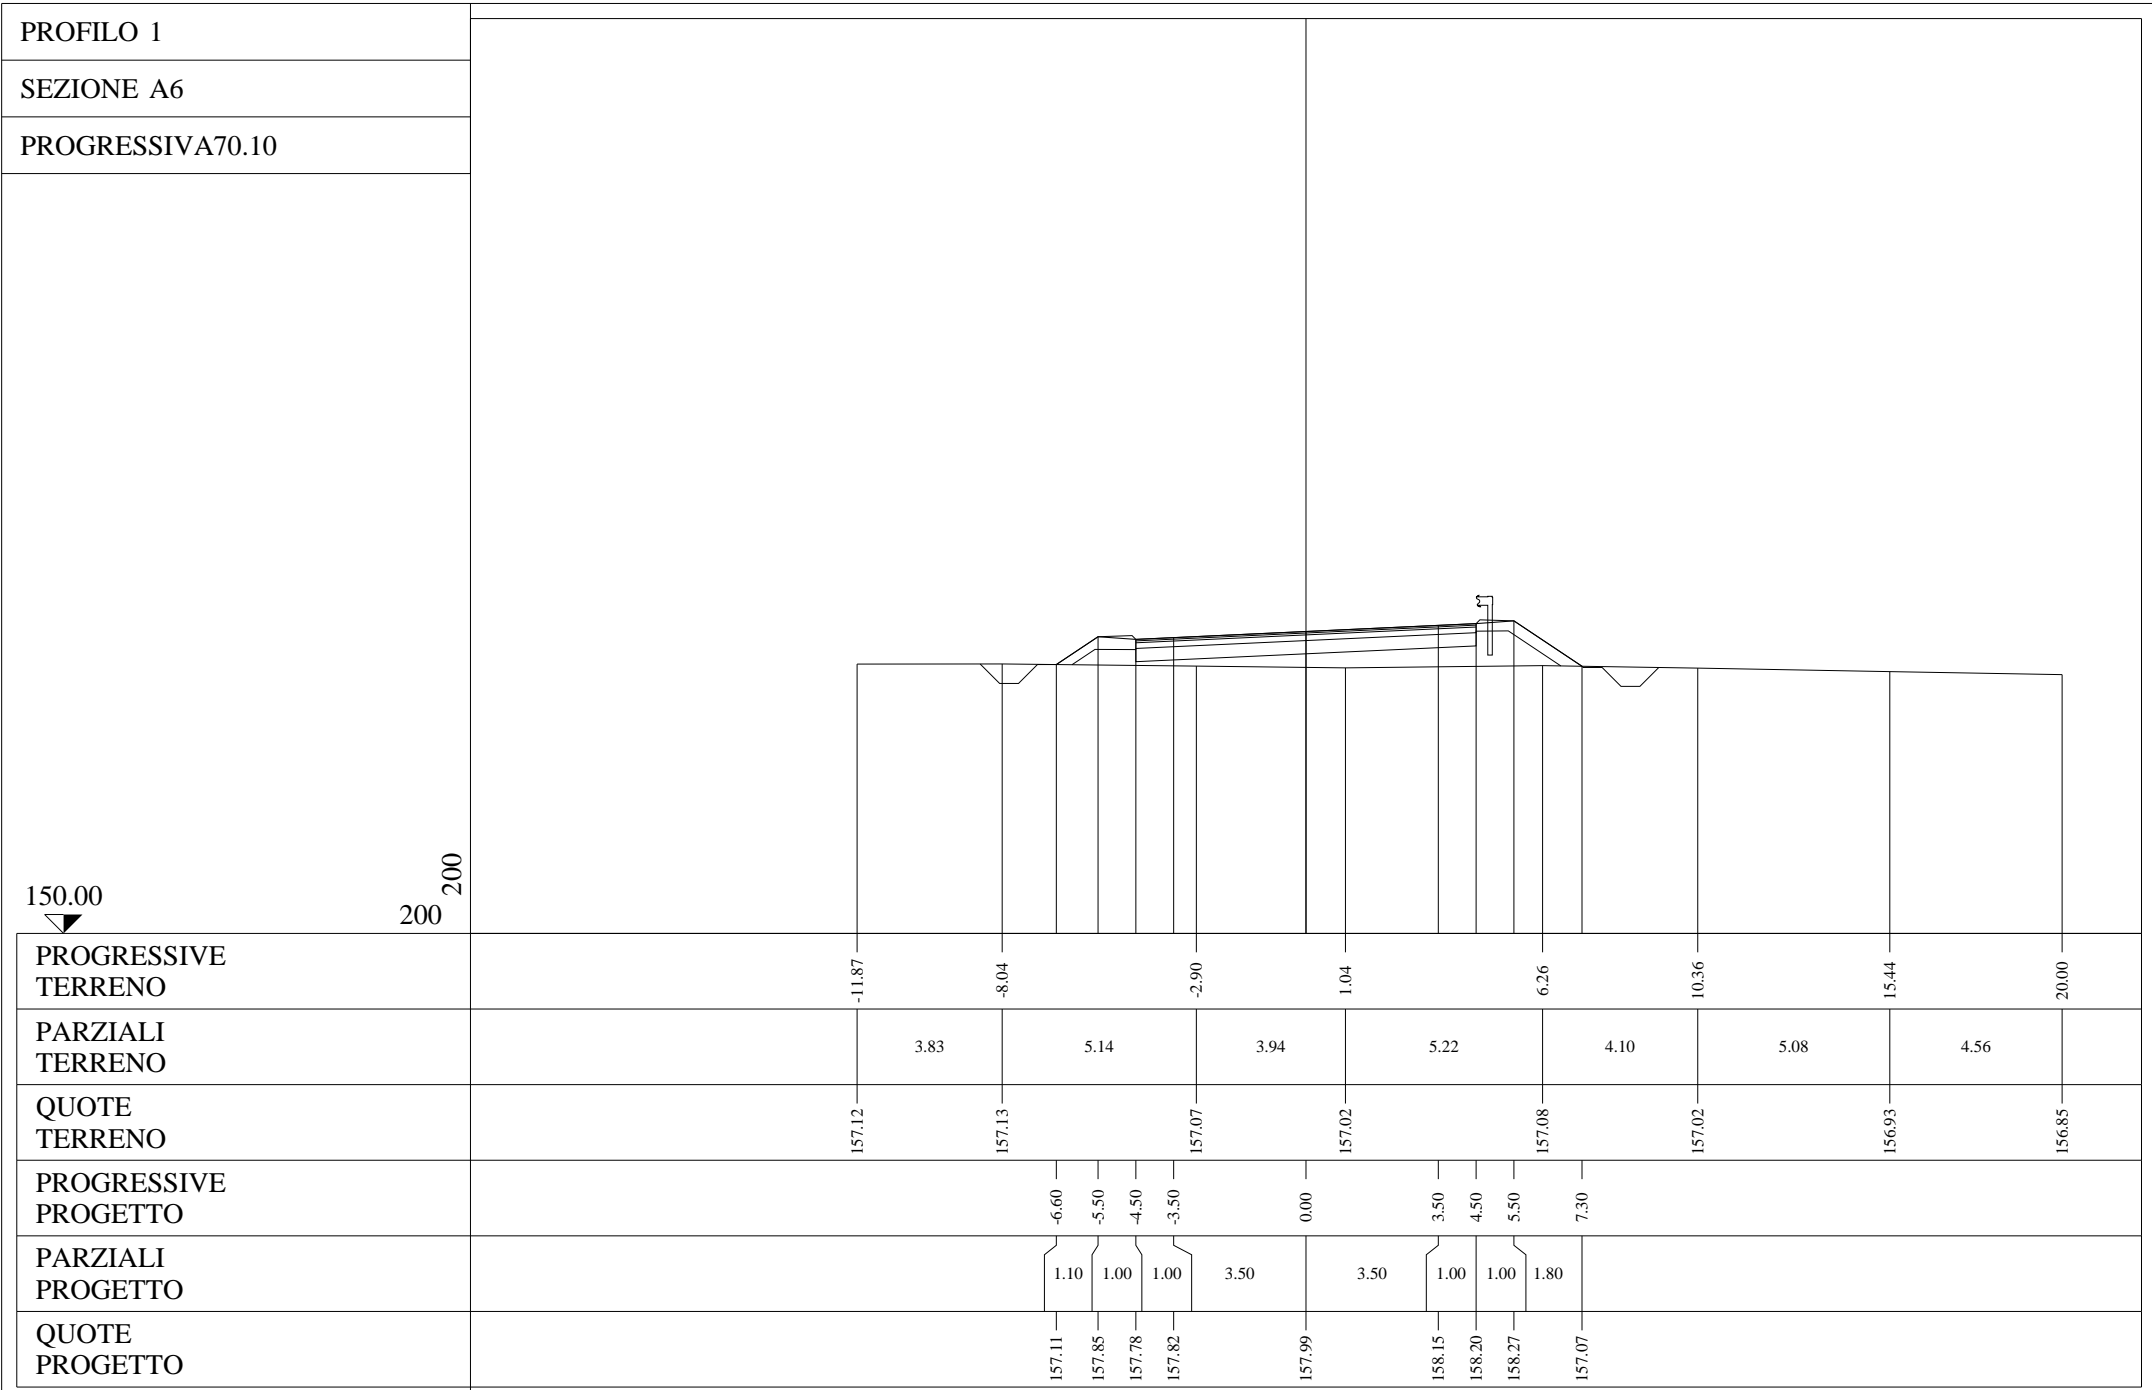 PROFILO 1
SEZIONE A6
PROGRESSIVA70.10
200
150.00
200
PROGRESSIVE
TERRENO
-11.87 -8.04 -2.90 1.04 6.26 10.36 15.44 20.00
PARZIALI
TERRENO
3.83 5.14 3.94 5.22 4.10 5.08 4.56
QUOTE
TERRENO
157.12 157.13 157.07 157.02 157.08 157.02 156.93 156.85
PROGRESSIVE
PROGETTO
-6.60 -5.50 -4.50 -3.50 0.00 3.50 4.50 5.50 7.30
PARZIALI
PROGETTO
1.10 1.00 1.00 3.50 3.50 1.00 1.00 1.80
QUOTE
PROGETTO
157.11 157.85 157.78 157.82 157.99 158.15 158.20 158.27 157.07